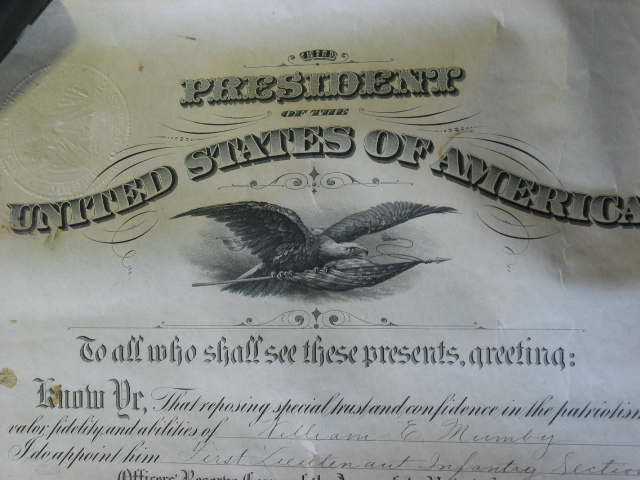 THE
PRESIDENT
OF THE
UNITED STATES OF AMERICA
To all who shall see these presents, greeting:
Know Ye, That reposing special trust and confidence in the patriotism
valor fidelity and abilities of William E. Mumby
I do appoint him First Lieutenant Infantry Section
Officers' Reserve